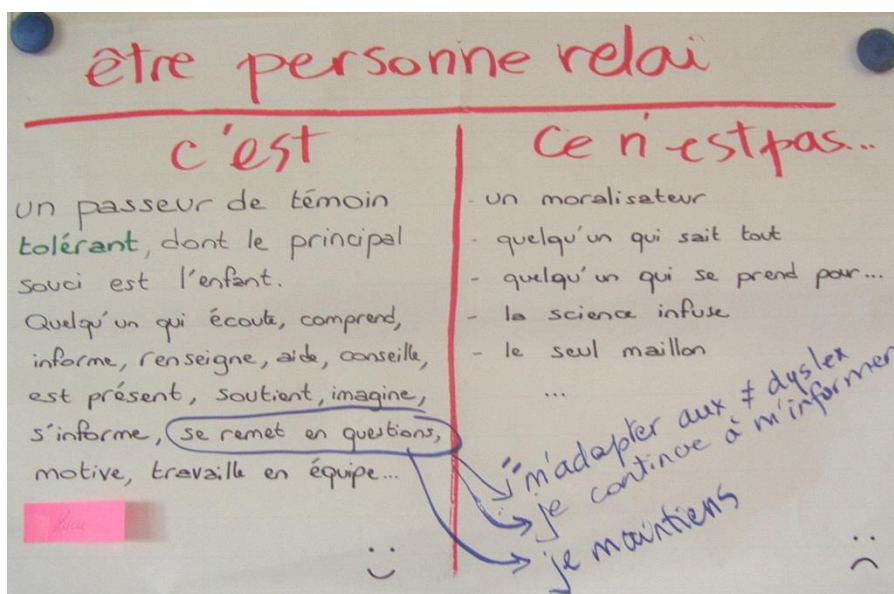 être personne relai
c'est
un passeur de témoin
tolérant, dont le principal
souci est l'enfant.
Quelqu'un qui écoute, comprend,
informe, renseigne, aide, conseille,
est présent, soutient, imagine,
s'informe, se remet en questions,
motive, travaille en équipe...
Ce n'est pas...
- un moralisateur
- quelqu'un qui sait tout
- quelqu'un qui se prend pour...
- la science infuse
- le seul maillon
...
m'adapter aux ≠ dyslex
je continue à m'informer
je maintiens